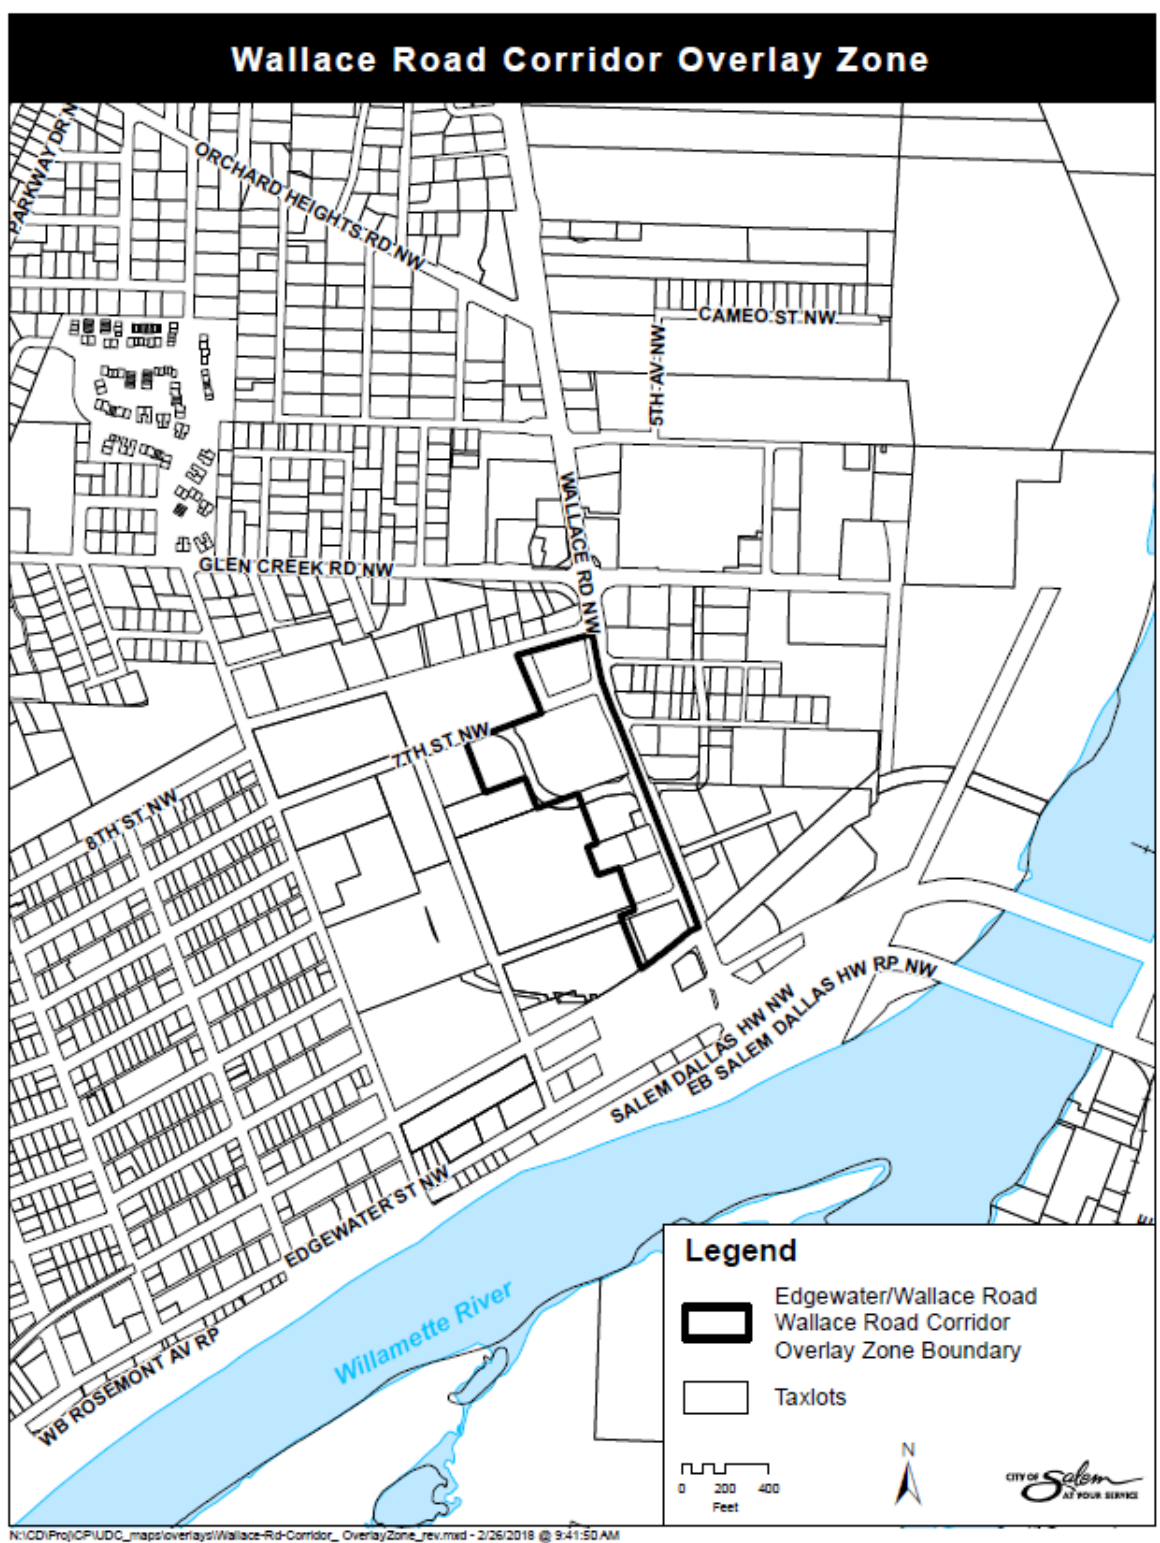 Wallace Road Corridor Overlay Zone
PARKWAY DR N
ORCHARD HEIGHTS RD NW
CAMEO ST NW
5TH AV NW
WALLACE RD NW
GLEN CREEK RD NW
7TH ST NW
8TH ST NW
SALEM DALLAS HW NW
EB SALEM DALLAS HW RP NW
EDGEWATER ST NW
WB ROSEMONT AV RP
Willamette River
Legend
Edgewater/Wallace Road
Wallace Road Corridor
Overlay Zone Boundary
Taxlots
0 200 400
Feet
N
CITY OF Salem
AT YOUR SERVICE
N:\CD\Proj\CP\UDC_maps\overlays\Wallace-Rd-Corridor_ OverlayZone_rev.mxd - 2/26/2018 @ 9:41:50 AM